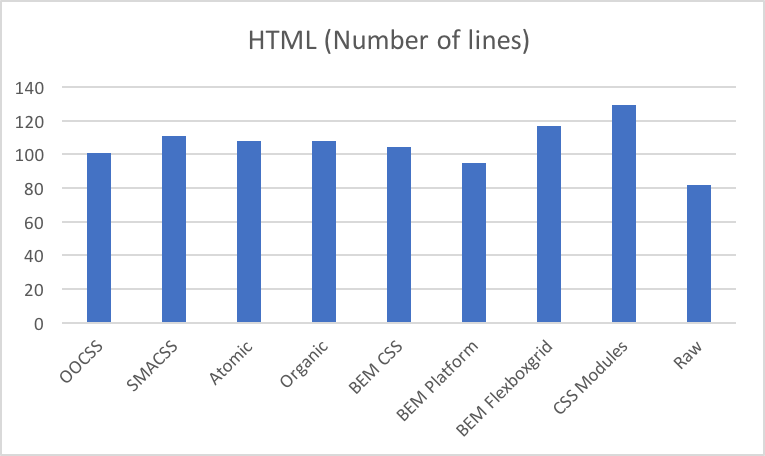 HTML (Number of lines)
140
120
100
80
60
40
20
0
OOCSS
SMACSS
Atomic
Organic
BEM CSS
BEM Platform
BEM Flexboxgrid
CSS Modules
Raw